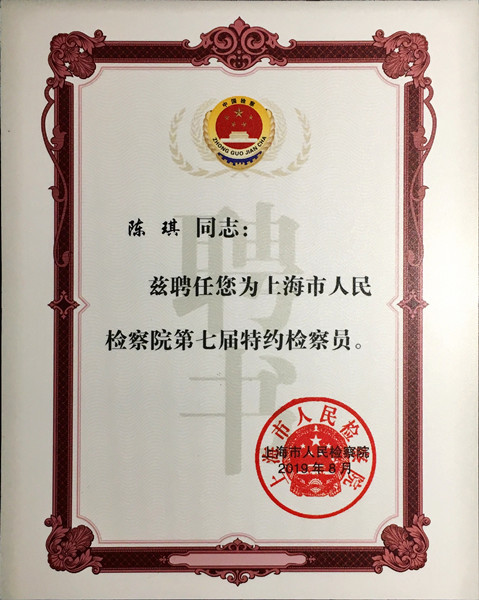 中国检察
ZHONG GUO JIAN CHA
聘书
陈琪 同志：
兹聘任您为上海市人民
检察院第七届特约检察员。
上海市人民检察院
上海市人民检察院
2019年8月